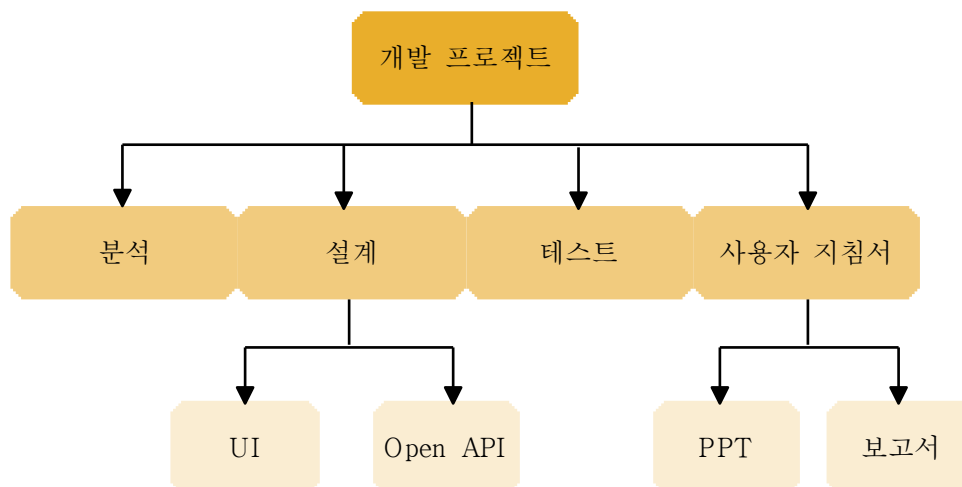 개발 프로젝트
분석
설계
테스트
사용자 지침서
UI
Open API
PPT
보고서